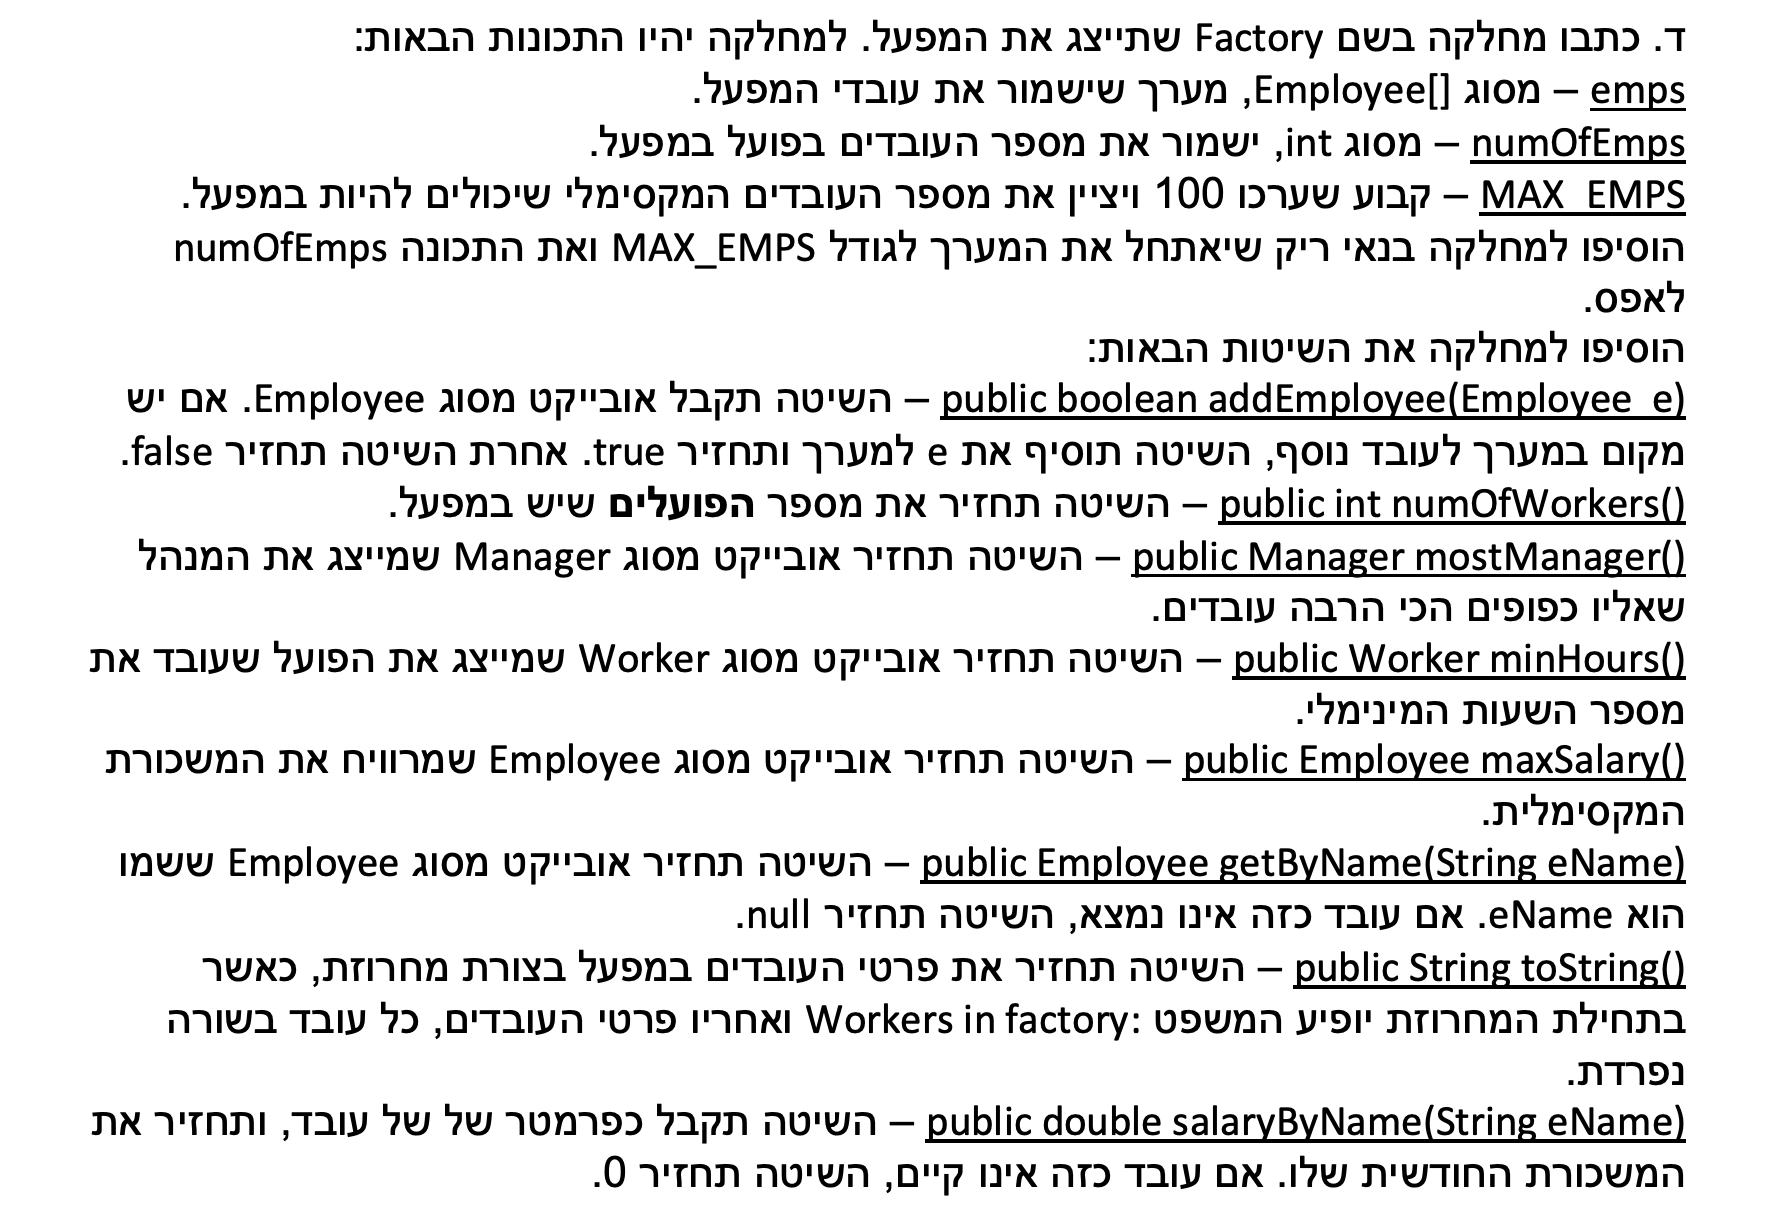 ד. כתבו מחלקה בשם Factory שתייצג את המפעל. למחלקה יהיו התכונות הבאות:
emps – מסוג Employee[], מערך שישמור את עובדי המפעל.
numOfEmps – מסוג int, ישמור את מספר העובדים בפועל במפעל.
MAX_EMPS – קבוע שערכו 100 ויציין את מספר העובדים המקסימלי שיכולים להיות במפעל.
הוסיפו למחלקה בנאי ריק שיאתחל את המערך לגודל MAX_EMPS ואת התכונה numOfEmps
לאפס.
הוסיפו למחלקה את השיטות הבאות:
public boolean addEmployee(Employee e) – השיטה תקבל אובייקט מסוג Employee. אם יש
מקום במערך לעובד נוסף, השיטה תוסיף את e למערך ותחזיר true. אחרת השיטה תחזיר false.
public int numOfWorkers() – השיטה תחזיר את מספר הפועלים שיש במפעל.
public Manager mostManager() – השיטה תחזיר אובייקט מסוג Manager שמייצג את המנהל
שאליו כפופים הכי הרבה עובדים.
public Worker minHours() – השיטה תחזיר אובייקט מסוג Worker שמייצג את הפועל שעובד את
מספר השעות המינימלי.
public Employee maxSalary() – השיטה תחזיר אובייקט מסוג Employee שמרוויח את המשכורת
המקסימלית.
public Employee getByName(String eName) – השיטה תחזיר אובייקט מסוג Employee ששמו
הוא eName. אם עובד כזה אינו נמצא, השיטה תחזיר null.
public String toString() – השיטה תחזיר את פרטי העובדים במפעל בצורת מחרוזת, כאשר
בתחילת המחרוזת יופיע המשפט Workers in factory: ואחריו פרטי העובדים, כל עובד בשורה
נפרדת.
public double salaryByName(String eName) – השיטה תקבל כפרמטר של של עובד, ותחזיר את
המשכורת החודשית שלו. אם עובד כזה אינו קיים, השיטה תחזיר 0.